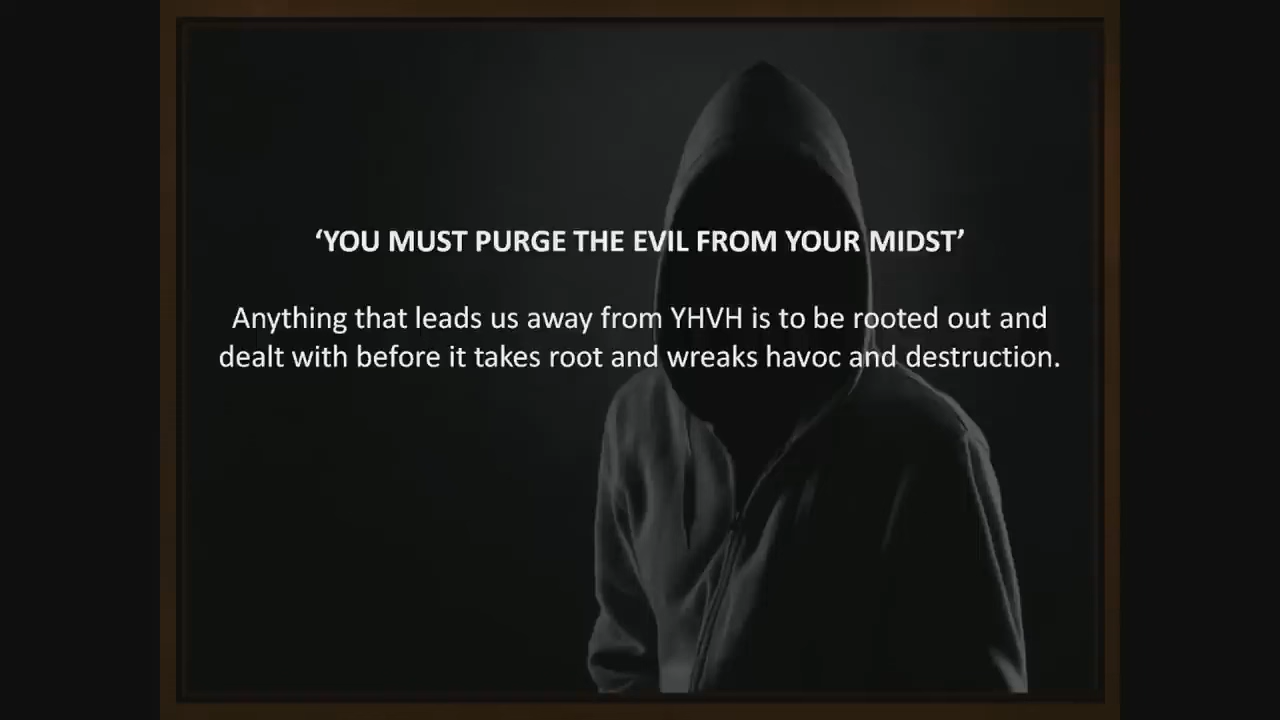 ‘YOU MUST PURGE THE EVIL FROM YOUR MIDST’
Anything that leads us away from YHVH is to be rooted out and
dealt with before it takes root and wreaks havoc and destruction.